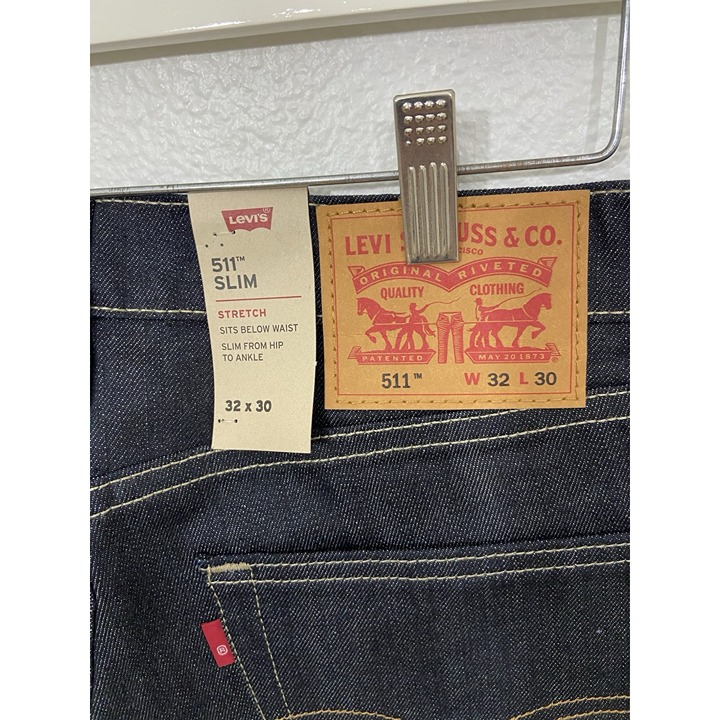 LEVI'S®
511™
SLIM
STRETCH
SITS BELOW WAIST
SLIM FROM HIP
TO ANKLE
32 x 30
LEVI S USS & CO.
ISCO
ORIGINAL RIVETED
QUALITY CLOTHING
PATENTED MAY 20 1873
511™ W 32 L 30
®